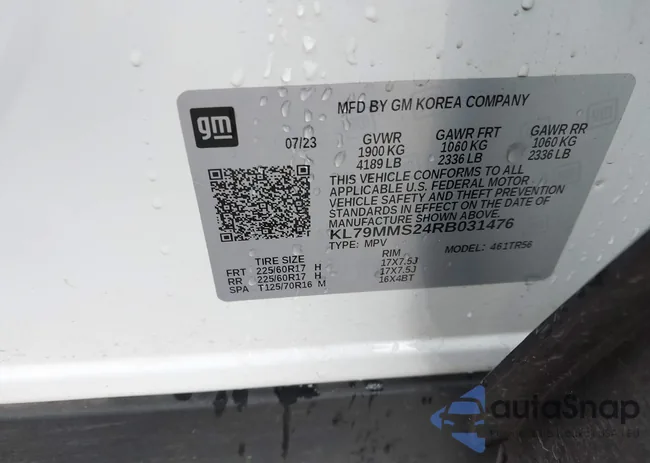 gm
MFD BY GM KOREA COMPANY
07/23 GVWR GAWR FRT GAWR RR
1900 KG 1060 KG 1060 KG
4189 LB 2336 LB 2336 LB
THIS VEHICLE CONFORMS TO ALL
APPLICABLE U.S. FEDERAL MOTOR
VEHICLE SAFETY AND THEFT PREVENTION
STANDARDS IN EFFECT ON THE DATE OF
MANUFACTURE SHOWN ABOVE.
KL79MMS24RB031476
TYPE: MPV MODEL: 461TR56
TIRE SIZE RIM
FRT 225/60R17 H 17X7.5J
RR 225/60R17 H 17X7.5J
SPA T125/70R16 M 16X4BT
autoSnap